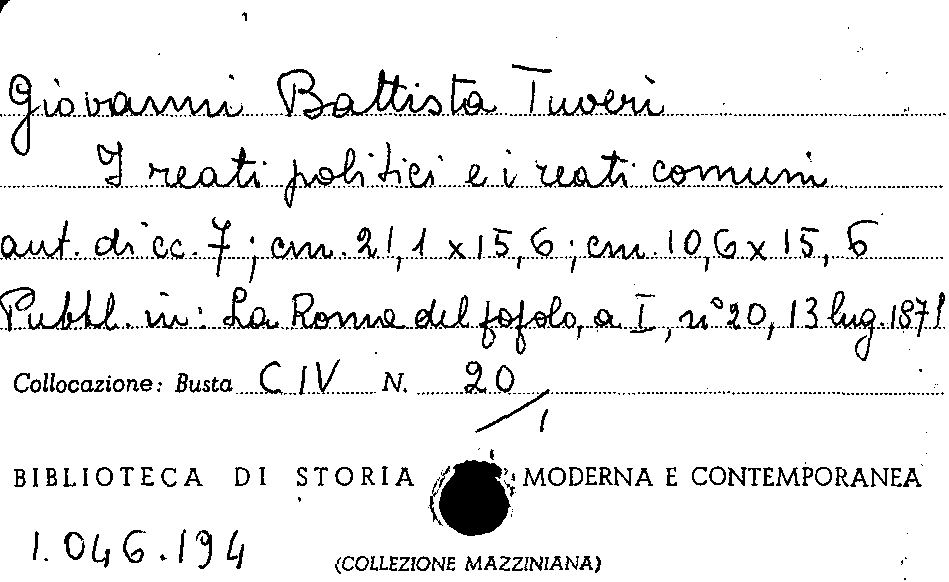 Giovanni Battista Tuveri
I reati politici e i reati comuni
aut. di cc. 7; cm. 21,1 x 15,6; cm. 10,6 x 15,6
Pubbl. in: La Roma del popolo, a I, n° 20, 13 lug. 1871
Collocazione: Busta C IV N. 20/1
BIBLIOTECA DI STORIA MODERNA E CONTEMPORANEA
1.046.194
(COLLEZIONE MAZZINIANA)